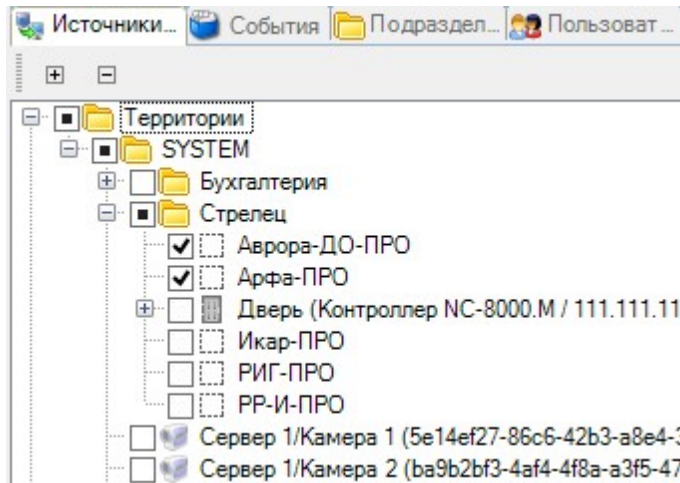 Источники... События Подраздел... Пользоват...
Территории
SYSTEM
Бухгалтерия
Стрелец
Аврора-ДО-ПРО
Арфа-ПРО
Дверь (Контроллер NC-8000.M / 111.111.11
Икар-ПРО
РИГ-ПРО
РР-И-ПРО
Сервер 1/Камера 1 (5e14ef27-86c6-42b3-a8e4-3
Сервер 1/Камера 2 (ba9b2bf3-4af4-4f8a-a3f5-47